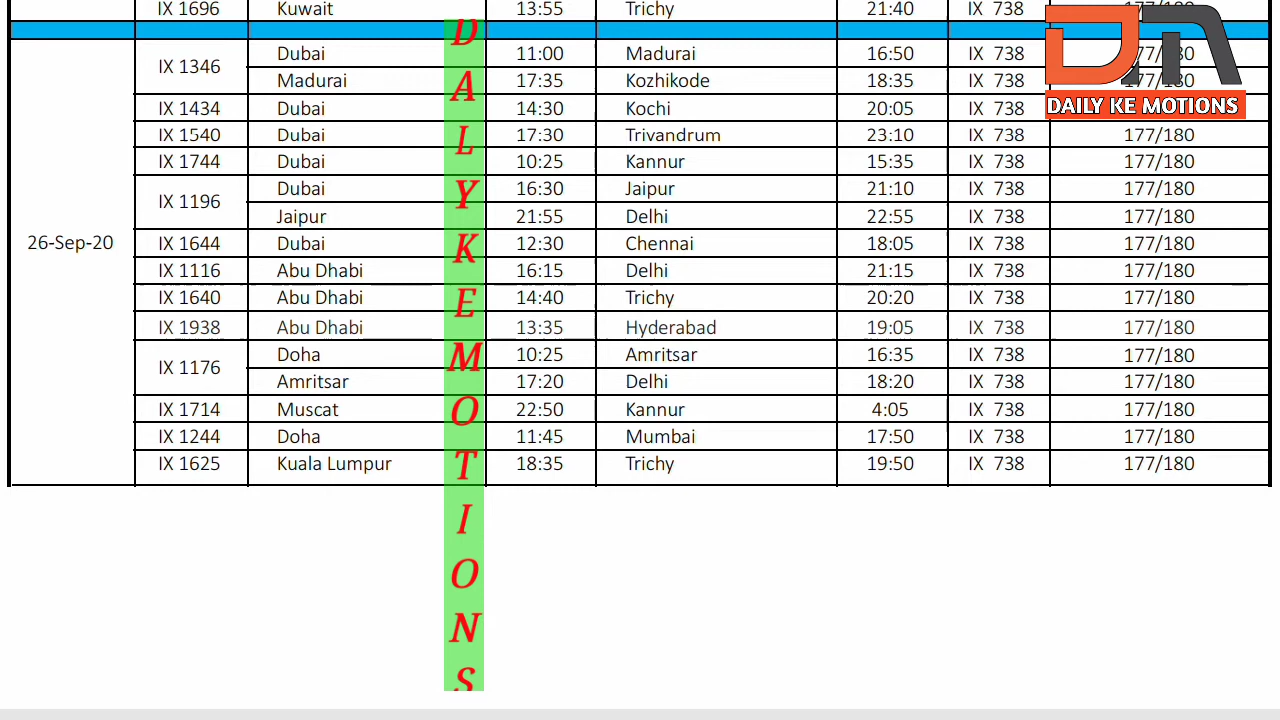 IX 1696 Kuwait 13:55 Trichy 21:40 IX 738 177/180
IX 1346 Dubai 11:00 Madurai 16:50 IX 738
Madurai 17:35 Kozhikode 18:35 IX 738
IX 1434 Dubai 14:30 Kochi 20:05 IX 738
IX 1540 Dubai 17:30 Trivandrum 23:10 IX 738 177/180
IX 1744 Dubai 10:25 Kannur 15:35 IX 738 177/180
IX 1196 Dubai 16:30 Jaipur 21:10 IX 738 177/180
Jaipur 21:55 Delhi 22:55 IX 738 177/180
26-Sep-20 IX 1644 Dubai 12:30 Chennai 18:05 IX 738 177/180
IX 1116 Abu Dhabi 16:15 Delhi 21:15 IX 738 177/180
IX 1640 Abu Dhabi 14:40 Trichy 20:20 IX 738 177/180
IX 1938 Abu Dhabi 13:35 Hyderabad 19:05 IX 738 177/180
IX 1176 Doha 10:25 Amritsar 16:35 IX 738 177/180
Amritsar 17:20 Delhi 18:20 IX 738 177/180
IX 1714 Muscat 22:50 Kannur 4:05 IX 738 177/180
IX 1244 Doha 11:45 Mumbai 17:50 IX 738 177/180
IX 1625 Kuala Lumpur 18:35 Trichy 19:50 IX 738 177/180
D
A
L
Y
K
E
M
O
T
I
O
N
S
DM
DAILY KE MOTIONS